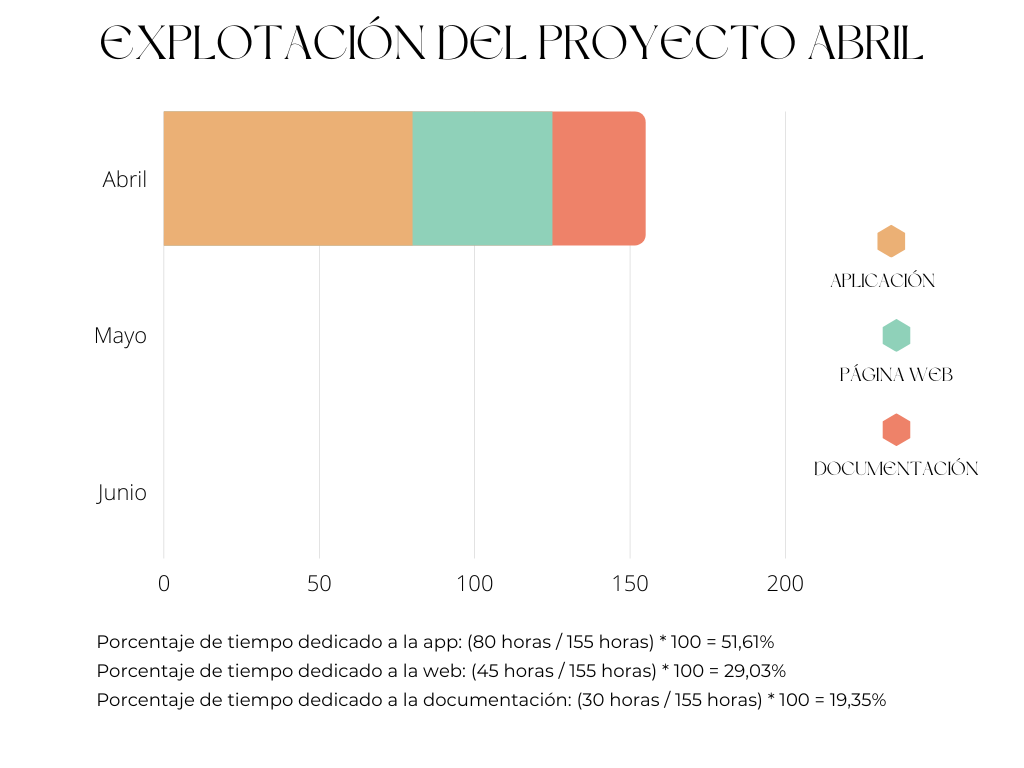 EXPLOTACIÓN DEL PROYECTO ABRIL
Abril
Mayo
Junio
0 50 100 150 200
APLICACIÓN
PÁGINA WEB
DOCUMENTACIÓN
Porcentaje de tiempo dedicado a la app: (80 horas / 155 horas) * 100 = 51,61%
Porcentaje de tiempo dedicado a la web: (45 horas / 155 horas) * 100 = 29,03%
Porcentaje de tiempo dedicado a la documentación: (30 horas / 155 horas) * 100 = 19,35%